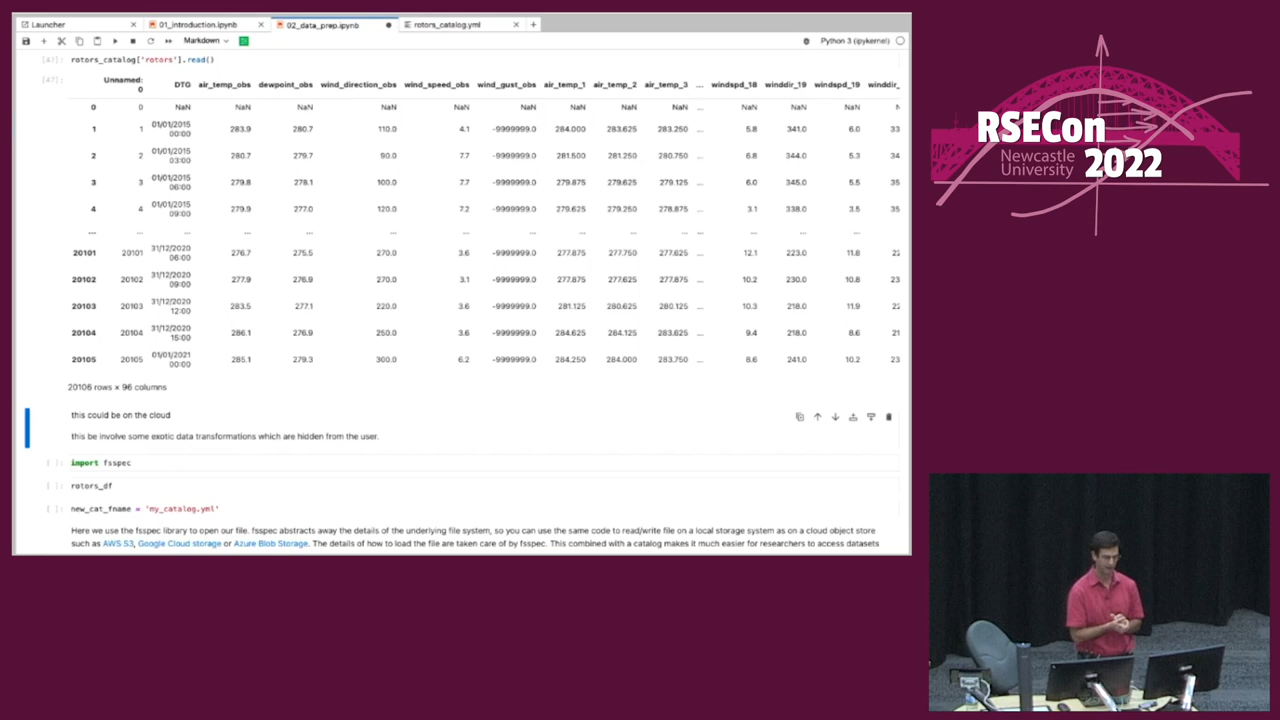 Launcher 01_introduction.ipynb 02_data_prep.ipynb rotors_catalog.yml
Markdown Python 3 (ipykernel)
rotors_catalog['rotors'].read()
[47]: Unnamed: 0 DTG air_temp_obs dewpoint_obs wind_direction_obs wind_speed_obs wind_gust_obs air_temp_1 air_temp_2 air_temp_3 ... windspd_18 winddir_19 windspd_19 winddir_
0 0 NaN NaN NaN NaN NaN NaN NaN NaN NaN ... NaN NaN NaN
1 1 01/01/2015 00:00 283.9 280.7 110.0 4.1 -9999999.0 284.000 283.625 283.250 ... 5.8 341.0 6.0 33
2 2 01/01/2015 03:00 280.7 279.7 90.0 7.7 -9999999.0 281.500 281.250 280.750 ... 6.8 344.0 5.3 34
3 3 01/01/2015 06:00 279.8 278.1 100.0 7.7 -9999999.0 279.875 279.625 279.125 ... 6.0 345.0 5.5 35
4 4 01/01/2015 09:00 279.9 277.0 120.0 7.2 -9999999.0 279.625 279.250 278.875 ... 3.1 338.0 3.5 35
... ... ... ... ... ... ... ... ... ... ... ... ... ... ...
20101 20101 31/12/2020 06:00 276.7 275.5 270.0 3.6 -9999999.0 277.875 277.750 277.625 ... 12.1 223.0 11.8
20102 20102 31/12/2020 09:00 277.9 276.9 270.0 3.1 -9999999.0 277.875 277.625 277.875 ... 10.2 230.0 10.8 23
20103 20103 31/12/2020 12:00 283.5 277.1 220.0 3.6 -9999999.0 281.125 280.625 280.125 ... 10.3 218.0 11.9
20104 20104 31/12/2020 15:00 286.1 276.9 250.0 3.6 -9999999.0 284.625 284.125 283.625 ... 9.4 218.0 8.6 21
20105 20105 01/01/2021 00:00 285.1 279.3 300.0 6.2 -9999999.0 284.250 284.000 283.750 ... 8.6 241.0 10.2 23
20106 rows × 96 columns
this could be on the cloud
this be involve some exotic data transformations which are hidden from the user.
[ ]: import fsspec
[ ]: rotors_df
[ ]: new_cat_fname = 'my_catalog.yml'
Here we use the fsspec library to open our file. fsspec abstracts away the details of the underlying file system, so you can use the same code to read/write file on a local storage system as on a cloud object store
such as AWS S3, Google Cloud storage or Azure Blob Storage. The details of how to load the file are taken care of by fsspec. This combined with a catalog makes it much easier for researchers to access datasets
RSECon
Newcastle
University 2022